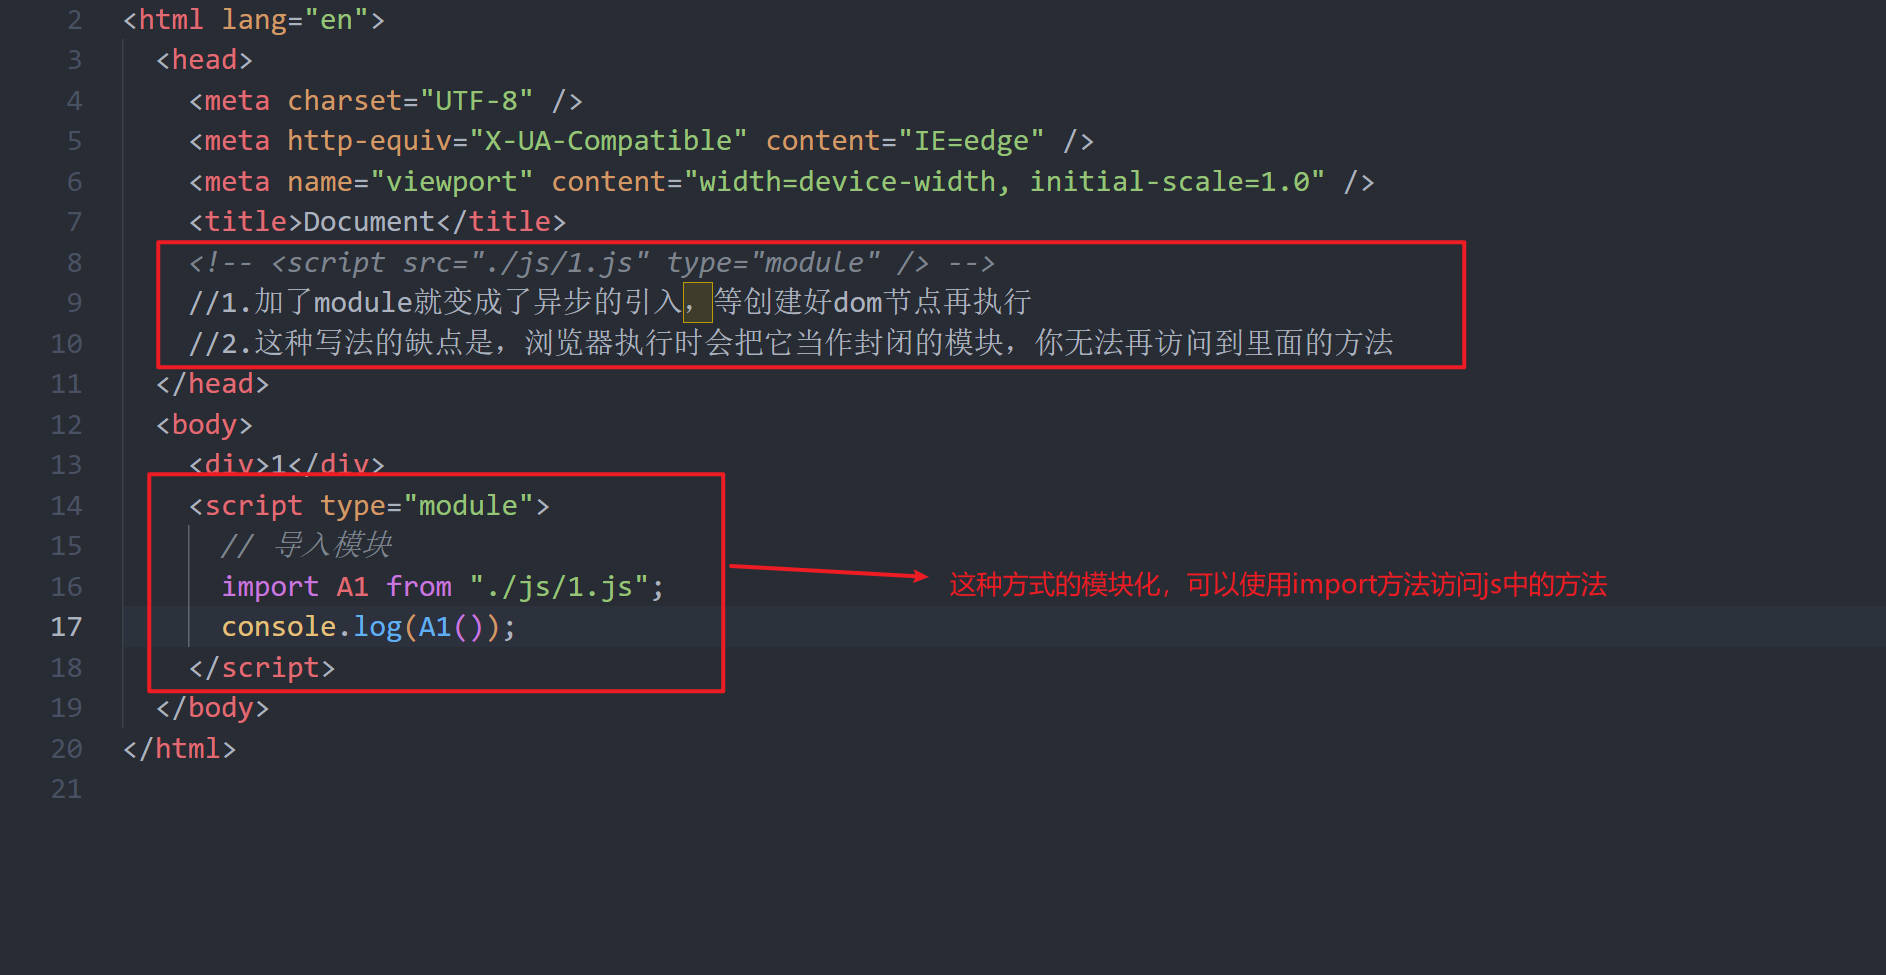 2 <html lang="en">
3 <head>
4 <meta charset="UTF-8" />
5 <meta http-equiv="X-UA-Compatible" content="IE=edge" />
6 <meta name="viewport" content="width=device-width, initial-scale=1.0" />
7 <title>Document</title>
8 <!-- <script src="./js/1.js" type="module" /> -->
9 //1.加了module就变成了异步的引入，等创建好dom节点再执行
10 //2.这种写法的缺点是，浏览器执行时会把它当作封闭的模块，你无法再访问到里面的方法
11 </head>
12 <body>
13 <div>1</div>
14 <script type="module">
15 // 导入模块
16 import A1 from "./js/1.js";
这种方式的模块化，可以使用import方法访问js中的方法
17 console.log(A1());
18 </script>
19 </body>
20 </html>
21